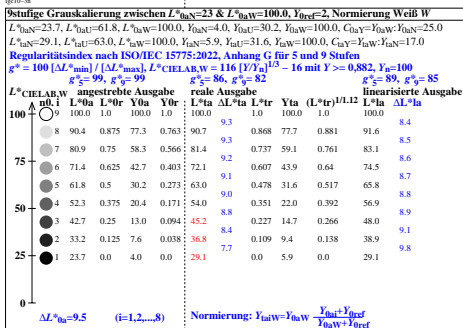 9stufige Grauskalierung zwischen L*0aN=23 & L*0aW=100.0, Y0ref=2, Normierung Weiß W
L*0aN=23.7, L*0aU=61.8, L*0aW=100.0, Y0aN=4.0, Y0aU=30.2, Y0aW=100.0, C0aY=Y0aW:Y0aN=25.0
L*taN=29.1, L*taU=63.0, L*taW=100.0, YtaN=5.9, YtaU=31.6, YtaW=100.0, CtaY=YtaW:YtaN=17.0
Regularitätsindex nach ISO/IEC 15775:2022, Anhang G für 5 und 9 Stufen
g* = 100 [ΔL*min] / [ΔL*max], L*CIELAB,W = 116 [Y/Yn]1/3 − 16 mit Y >= 0,882, Yn=100
g*5= 99, g*9= 99 g*5= 86, g*9= 82 g*5= 89, g*9= 85
L*CIELAB,W angestrebte Ausgabe reale Ausgabe linearisierte Ausgabe
n0. i L*0a L*0r Y0a Y0r L*ta ΔL*ta L*tr Yta (L*tr)1/1.12 L*la ΔL*la
100 9 100.0 1.0 100.0 1.0 100.0 1.0 100.0 1.0 100.0
9.3 8.4
8 90.4 0.875 77.3 0.763 90.7 0.868 77.7 0.881 91.6
9.3 8.5
7 80.9 0.75 58.3 0.566 81.4 0.737 59.1 0.761 83.1
75
9.2 8.6
6 71.4 0.625 42.7 0.403 72.1 0.607 43.9 0.64 74.5
9.1 8.7
5 61.8 0.5 30.2 0.273 63.0 0.478 31.6 0.517 65.8
9.0 8.8
50 4 52.3 0.375 20.4 0.171 54.0 0.351 22.0 0.392 56.9
8.8 8.9
3 42.7 0.25 13.0 0.094 45.2 0.227 14.7 0.266 48.0
8.4 9.1
2 33.2 0.125 7.6 0.038 36.8 0.109 9.4 0.138 38.9
7.7 9.8
25 1 23.7 0.0 4.0 0.0 29.1 0.0 5.9 0.0 29.1
0
ΔL*0a=9.5 (i=1,2,...,8) Normierung: YtaiW=Y0aW (Y0ai+Y0ref)/(Y0aW+Y0ref)